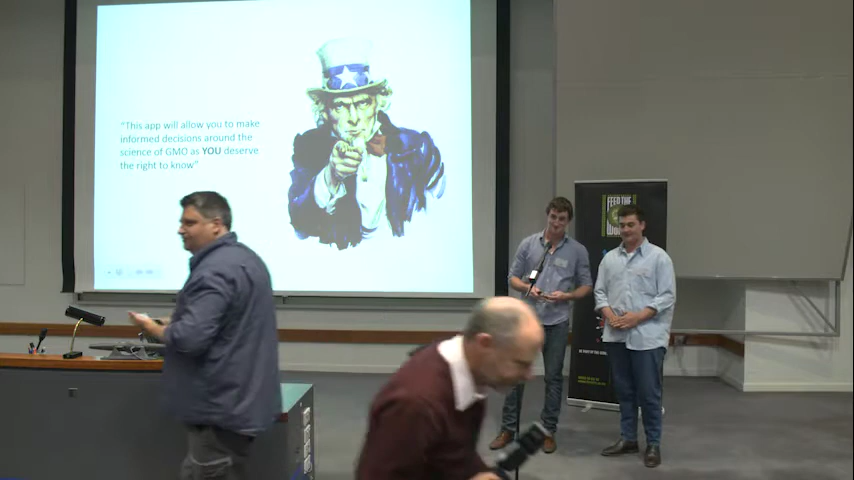 "This app will allow you to make
informed decisions around the
science of GMO as YOU deserve
the right to know"
FEED THE